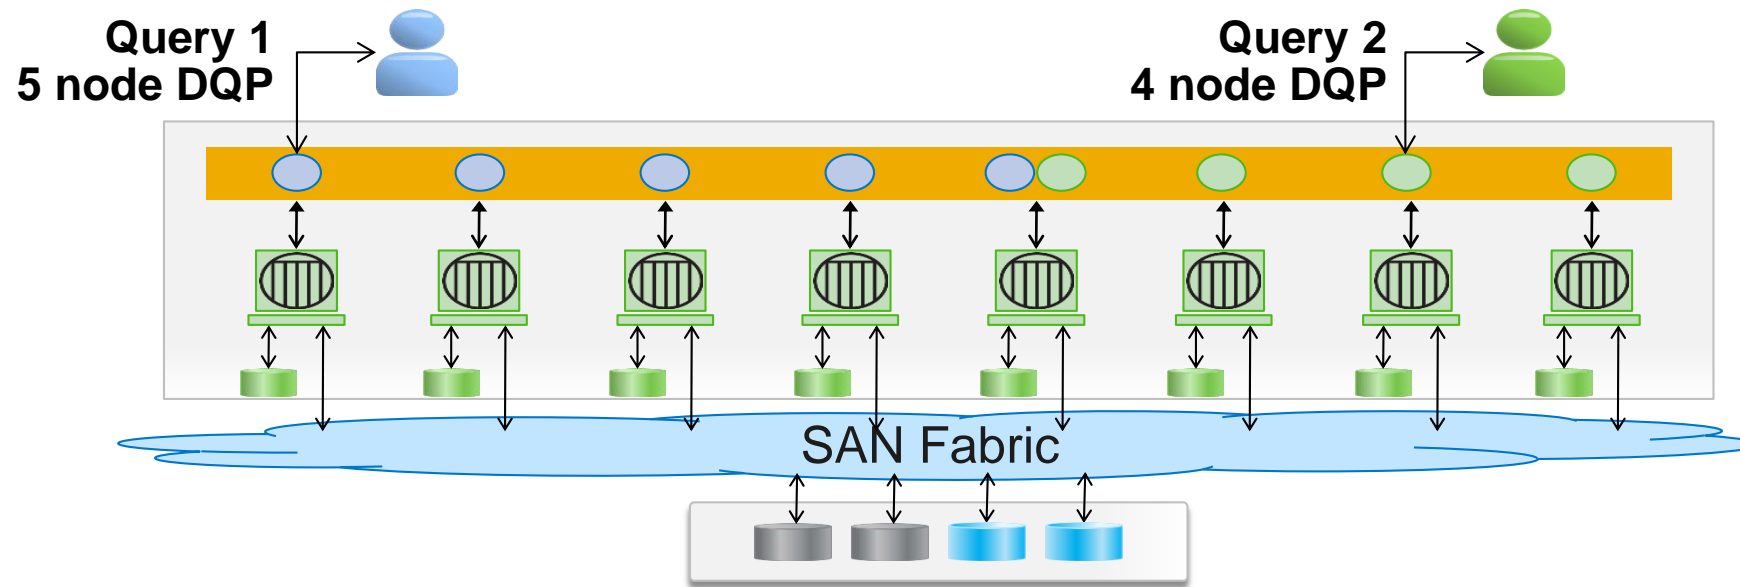 Query 1
5 node DQP
Query 2
4 node DQP
SAN Fabric